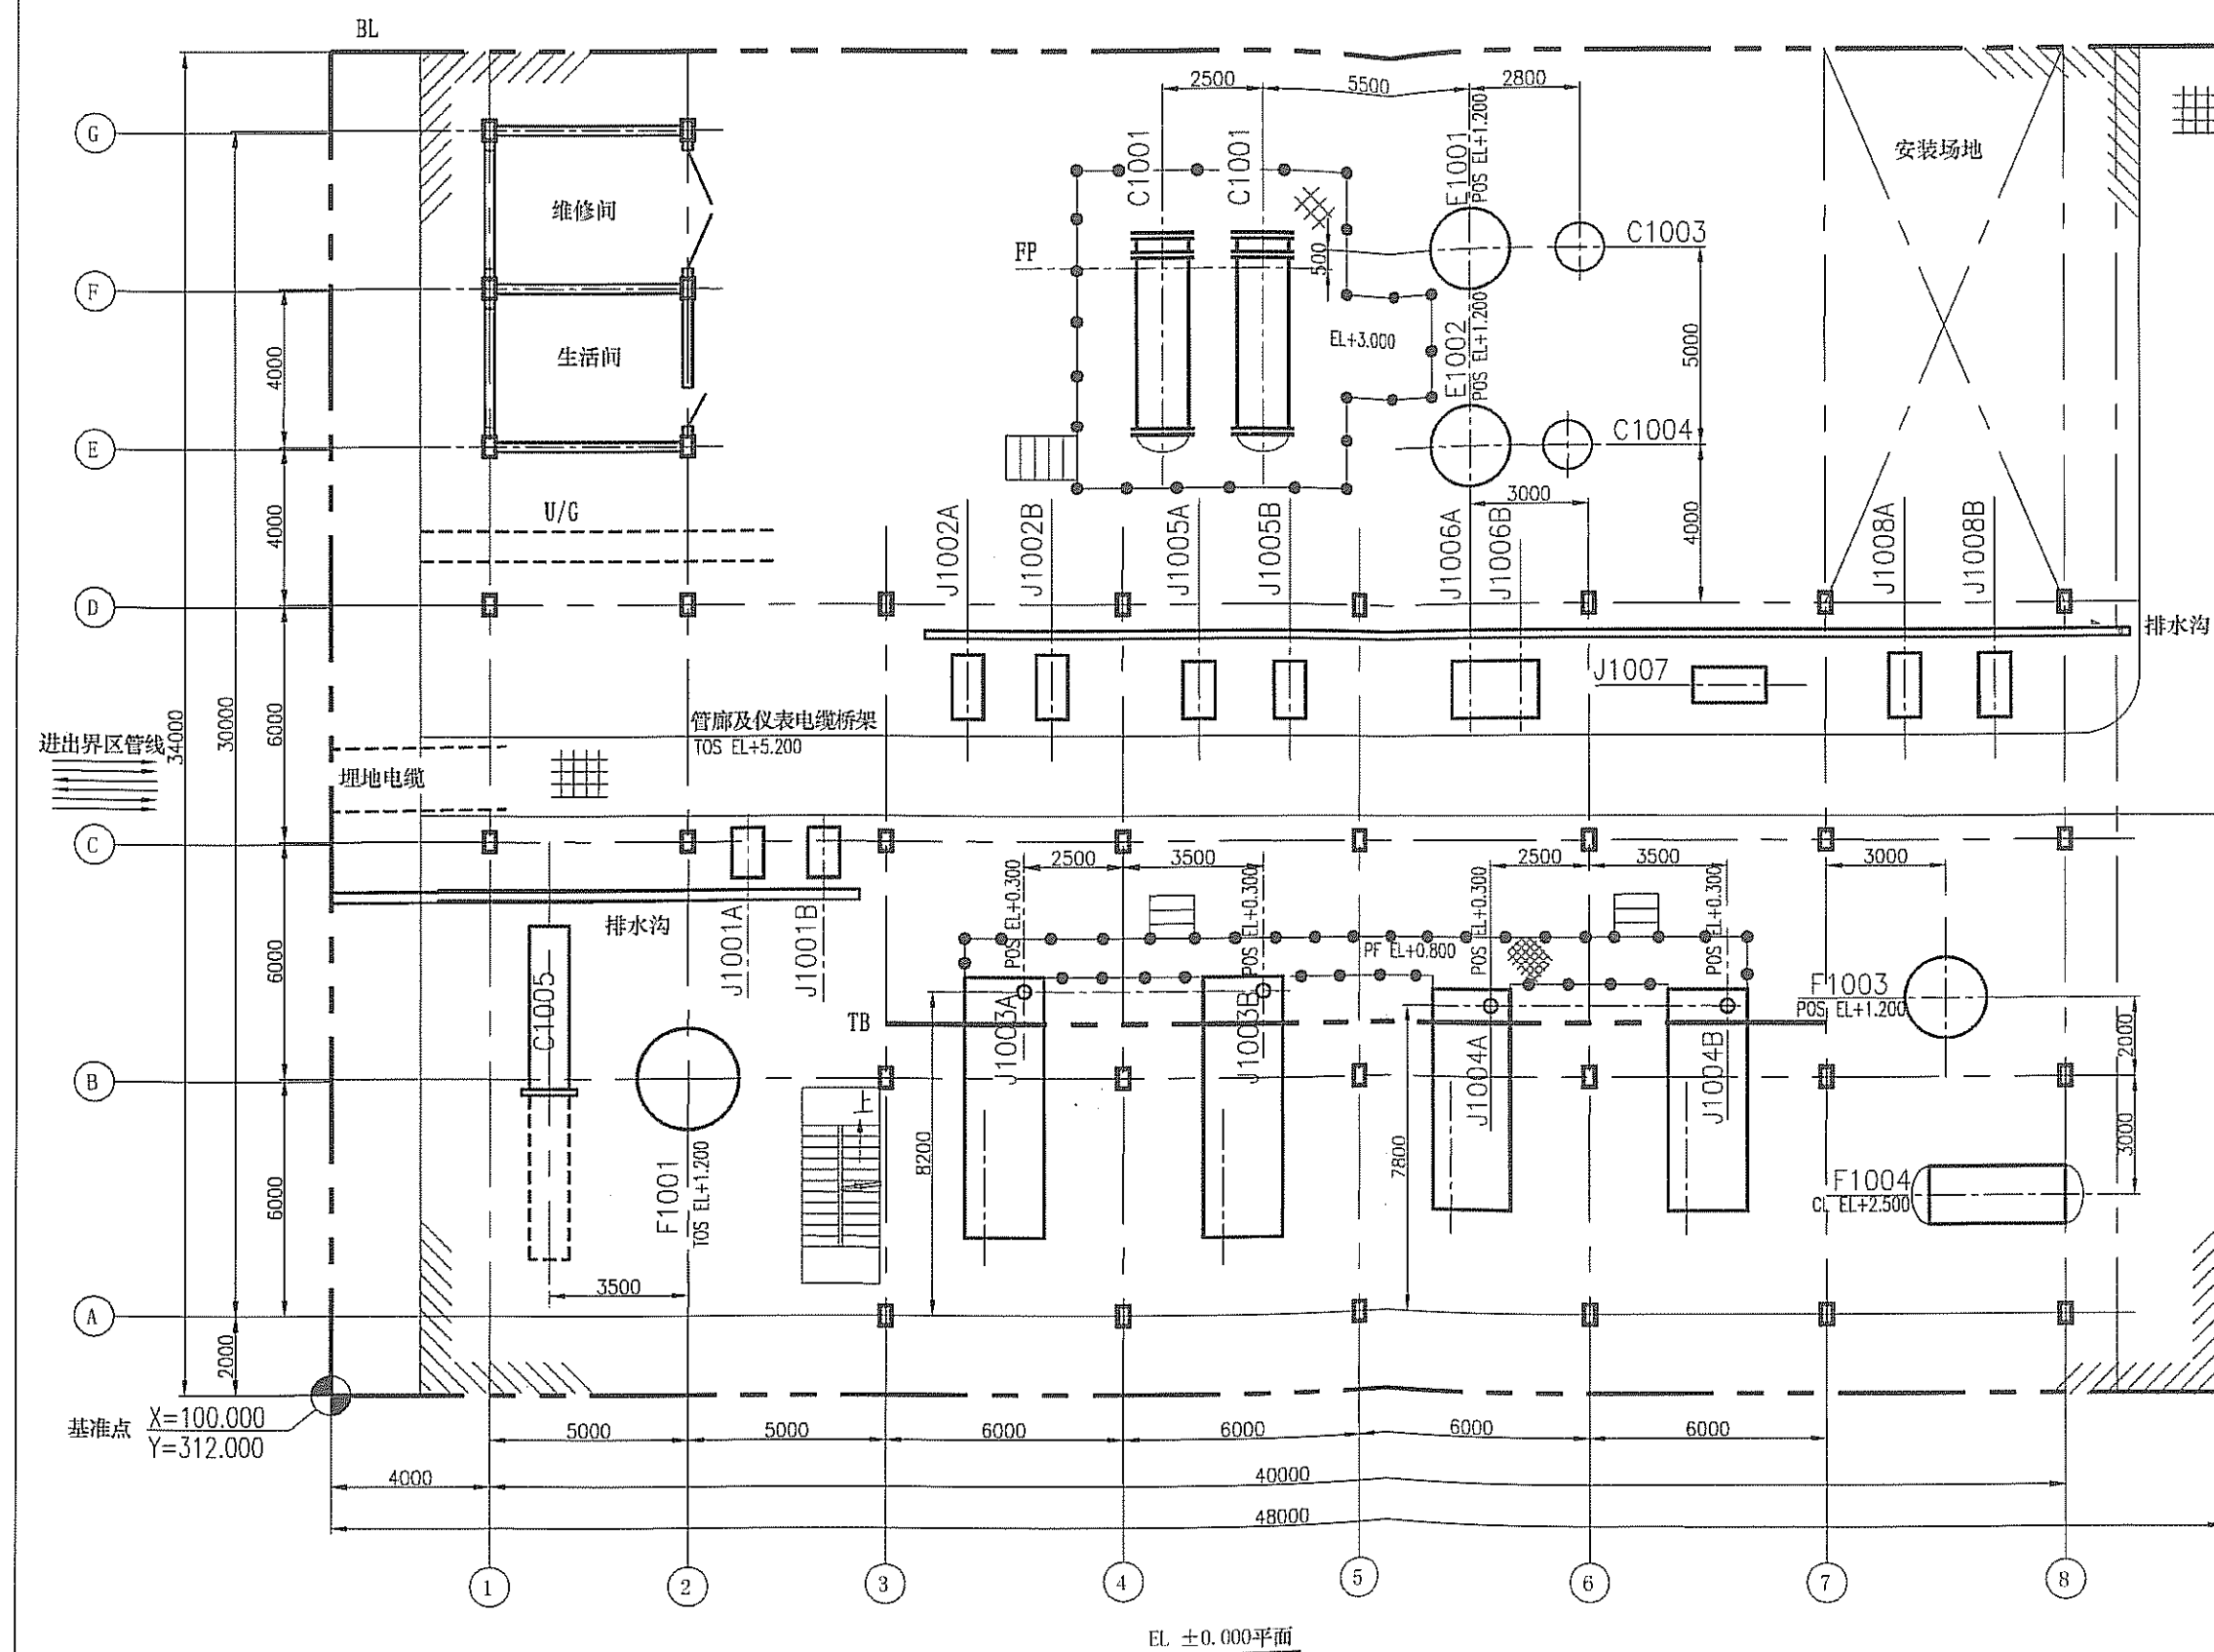 BL
2500
5500
2800
G
C1001
C1001
E1001
POS EL+1.200
安装场地
维修间
FP
500
C1003
F
EL+3.000
E1002
POS EL+1.200
5000
生活间
4000
C1004
E
3000
U/G
4000
J1002A
J1002B
J1005A
J1005B
J1006A
J1006B
4000
J1008A
J1008B
D
排水沟
J1007
34000
30000
6000
管廊及仪表电缆桥架
TOS EL+5.200
进出界区管线
埋地电缆
C
2500
3500
2500
3500
3000
POS EL+0.300
POS EL+0.300
POS EL+0.300
POS EL+0.300
排水沟
J1001A
J1001B
PF EL+0.800
6000
C1005
F1003
POS EL+1.200
TB
J1003A
J1003B
J1004A
J1004B
2000
B
上
8200
7800
3000
F1001
TOS EL+1.200
6000
F1004
CL EL+2.500
3500
A
2000
基准点
X=100.000
Y=312.000
5000
5000
6000
6000
6000
6000
4000
40000
48000
1
2
3
4
5
6
7
8
EL ±0.000平面